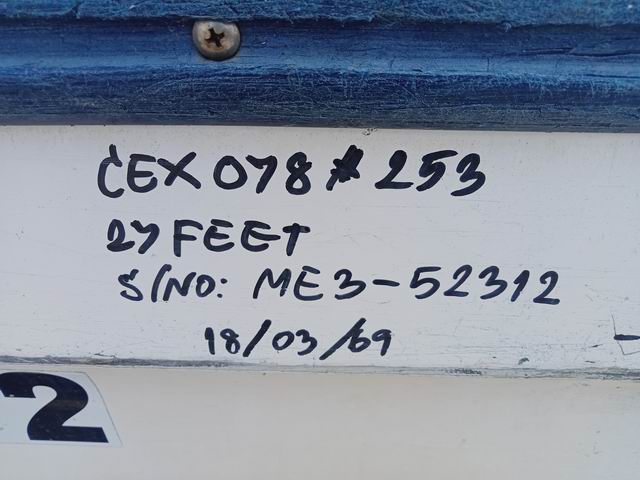 CEX 078 # 253
27 FEET
S/NO: ME3-52312
18/03/69
2